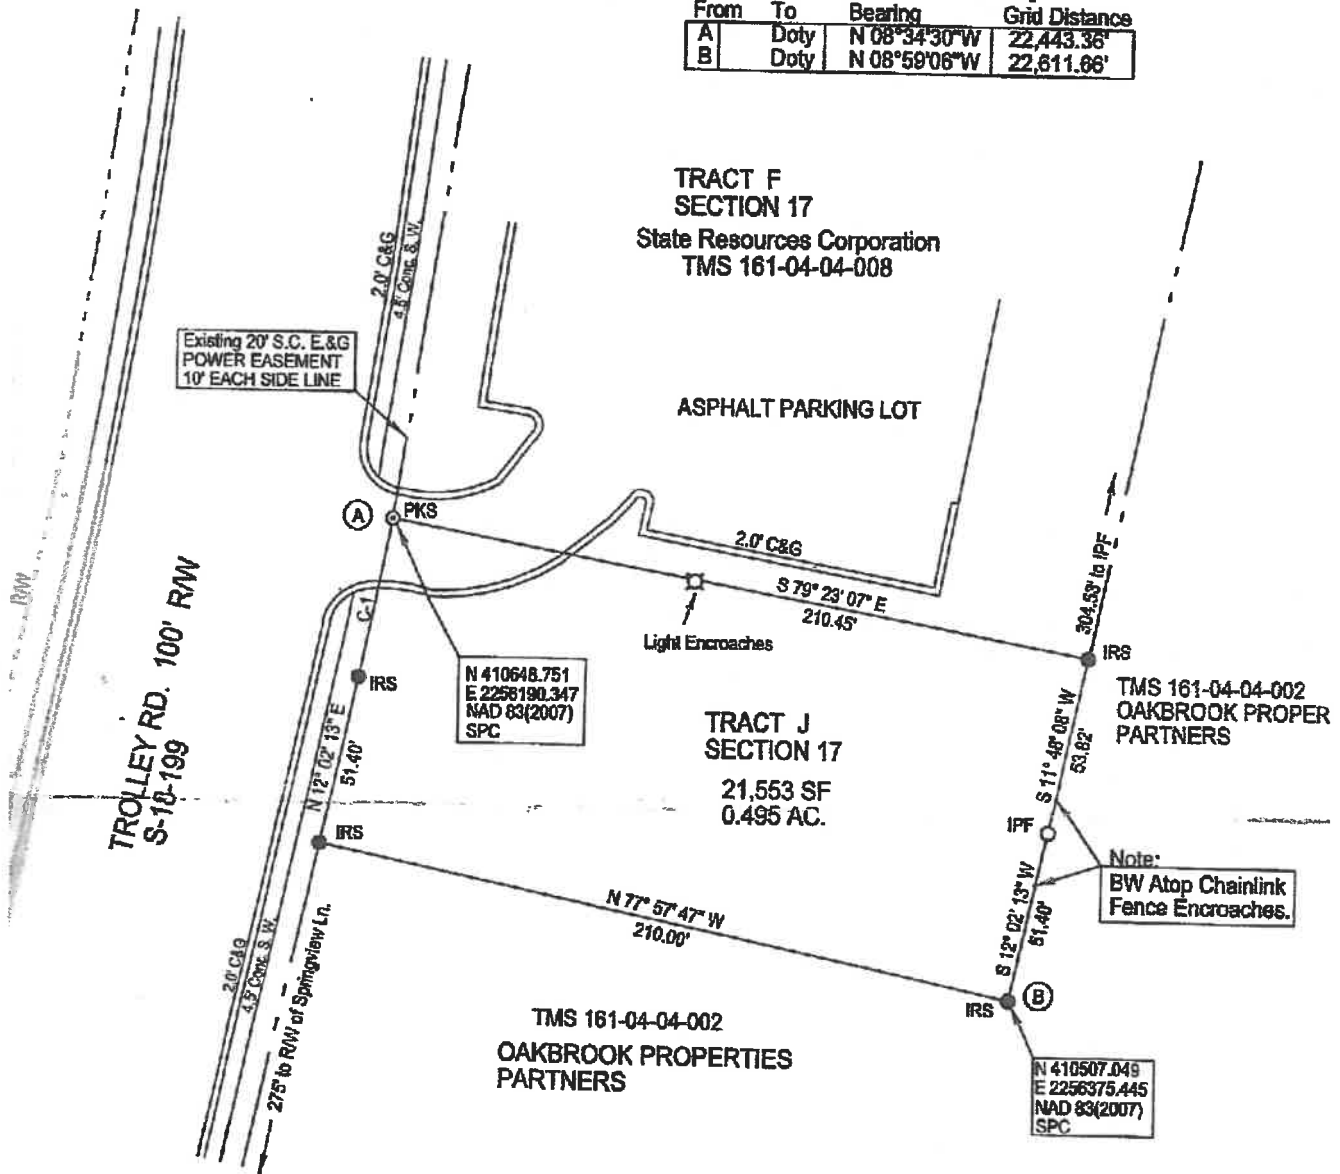 From To Bearing Grid Distance
A Doty N 08°34'30"W 22,443.36'
B Doty N 08°59'06"W 22,611.66'
TRACT F
SECTION 17
State Resources Corporation
TMS 161-04-04-008
2.0' C&G
4.5' Conc. S.W.
Existing 20' S.C. E.&G
POWER EASEMENT
10' EACH SIDE LINE
ASPHALT PARKING LOT
A
PKS
2.0' C&G
S 79° 23' 07" E
210.45'
Light Encroaches
304.53' to IPF
IRS
R/W
TROLLEY RD. 100' R/W
S-18-199
C-1
IRS
N 410648.751
E 2256190.347
NAD 83(2007)
SPC
TMS 161-04-04-002
OAKBROOK PROPER
PARTNERS
TRACT J
SECTION 17
21,553 SF
0.495 AC.
S 11° 48' 08" W
53.82'
N 12° 02' 13" E
51.40'
IRS
IPF
Note:
BW Atop Chainlink
Fence Encroaches.
N 77° 57' 47" W
210.00'
S 12° 02' 13" W
51.40'
2.0' C&G
4.5' Conc. S.W.
275' to R/W of Springview Ln.
IRS
B
TMS 161-04-04-002
OAKBROOK PROPERTIES
PARTNERS
N 410507.049
E 2256375.445
NAD 83(2007)
SPC